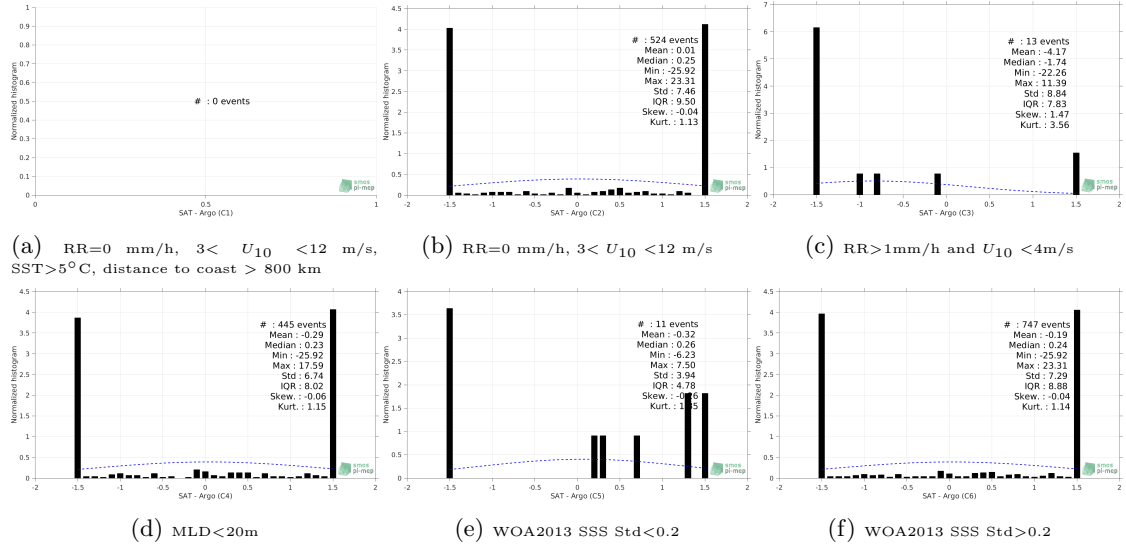 1
0.9
0.8
0.7
0.6
0.5
0.4
0.3
0.2
0.1
0
Normalized histogram
# : 0 events
smos
pi-mep
0
0.5
1
SAT - Argo (C1)
(a) RR=0 mm/h, 3< U10 <12 m/s,
SST>5°C, distance to coast > 800 km
4.5
4
3.5
3
2.5
2
1.5
1
0.5
0
Normalized histogram
# : 524 events
Mean : 0.01
Median : 0.25
Min : -25.92
Max : 23.31
Std : 7.46
IQR : 9.50
Skew. : -0.04
Kurt. : 1.13
smos
pi-mep
-2 -1.5 -1 -0.5 0 0.5 1 1.5 2
SAT - Argo (C2)
(b) RR=0 mm/h, 3< U10 <12 m/s
7
6
5
4
3
2
1
0
Normalized histogram
# : 13 events
Mean : -4.17
Median : -1.74
Min : -22.26
Max : 11.39
Std : 8.84
IQR : 7.83
Skew. : 1.47
Kurt. : 3.56
smos
pi-mep
-2 -1.5 -1 -0.5 0 0.5 1 1.5 2
SAT - Argo (C3)
(c) RR>1mm/h and U10 <4m/s
4.5
4
3.5
3
2.5
2
1.5
1
0.5
0
Normalized histogram
# : 445 events
Mean : -0.29
Median : 0.23
Min : -25.92
Max : 17.59
Std : 6.74
IQR : 8.02
Skew. : -0.06
Kurt. : 1.15
smos
pi-mep
-2 -1.5 -1 -0.5 0 0.5 1 1.5 2
SAT - Argo (C4)
(d) MLD<20m
4
3.5
3
2.5
2
1.5
1
0.5
0
Normalized histogram
# : 11 events
Mean : -0.32
Median : 0.26
Min : -6.23
Max : 7.50
Std : 3.94
IQR : 4.78
Skew. :
Kurt. :
smos
pi-mep
-2 -1.5 -1 -0.5 0 0.5 1 1.5 2
SAT - Argo (C5)
(e) WOA2013 SSS Std<0.2
4.5
4
3.5
3
2.5
2
1.5
1
0.5
0
Normalized histogram
# : 747 events
Mean : -0.19
Median : 0.24
Min : -25.92
Max : 23.31
Std : 7.29
IQR : 8.88
Skew. : -0.04
Kurt. : 1.14
smos
pi-mep
-2 -1.5 -1 -0.5 0 0.5 1 1.5 2
SAT - Argo (C6)
(f) WOA2013 SSS Std>0.2